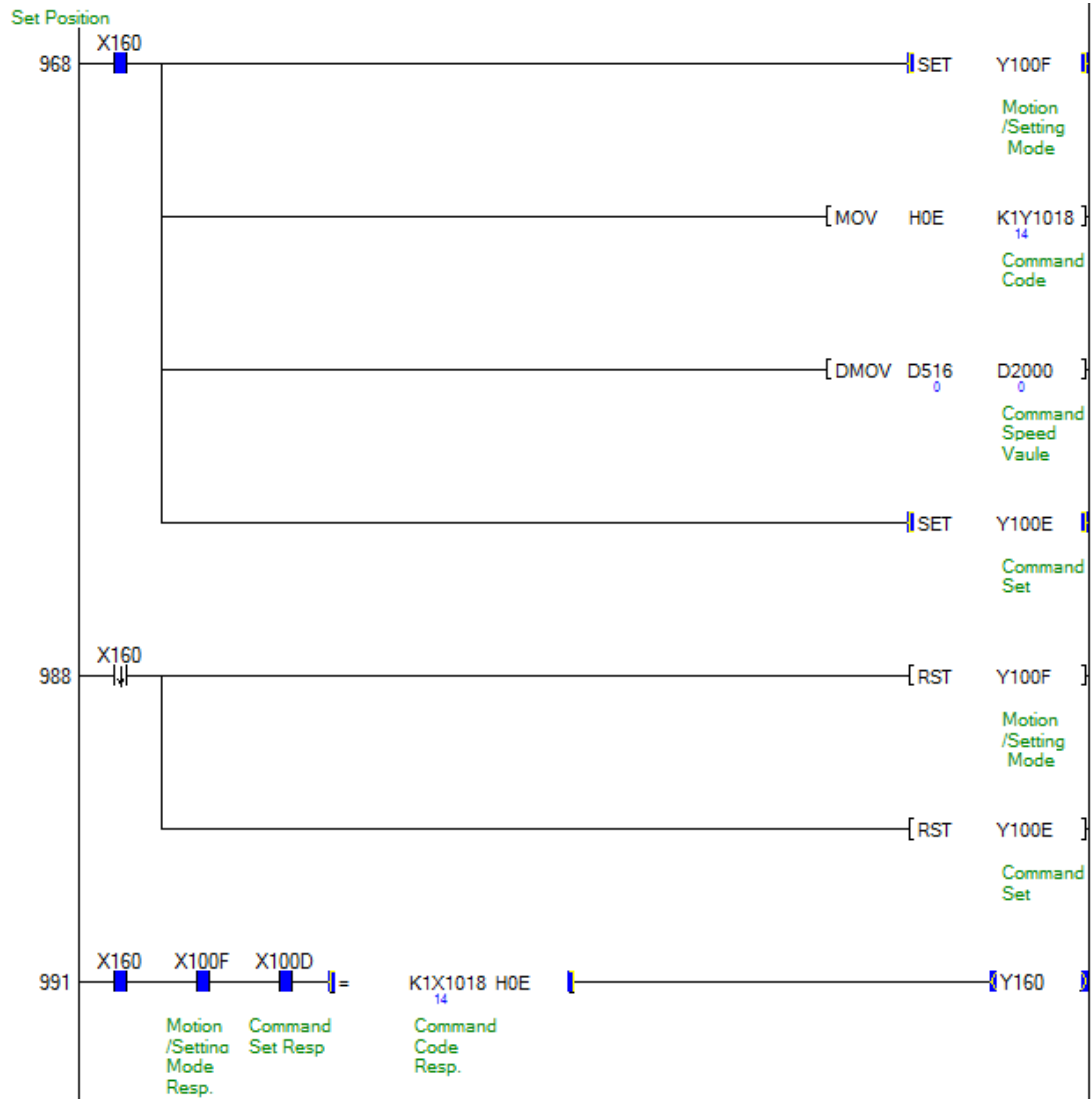 Set Position
X160
968
SET Y100F
Motion
/Setting
Mode
MOV H0E K1Y1018
14
Command
Code
DMOV D516 D2000
0 0
Command
Speed
Vaule
SET Y100E
Command
Set
X160
988
RST Y100F
Motion
/Setting
Mode
RST Y100E
Command
Set
X160 X100F X100D
991 = K1X1018 H0E Y160
14
Motion Command Command
/Setting Set Resp Code
Mode Resp.
Resp.